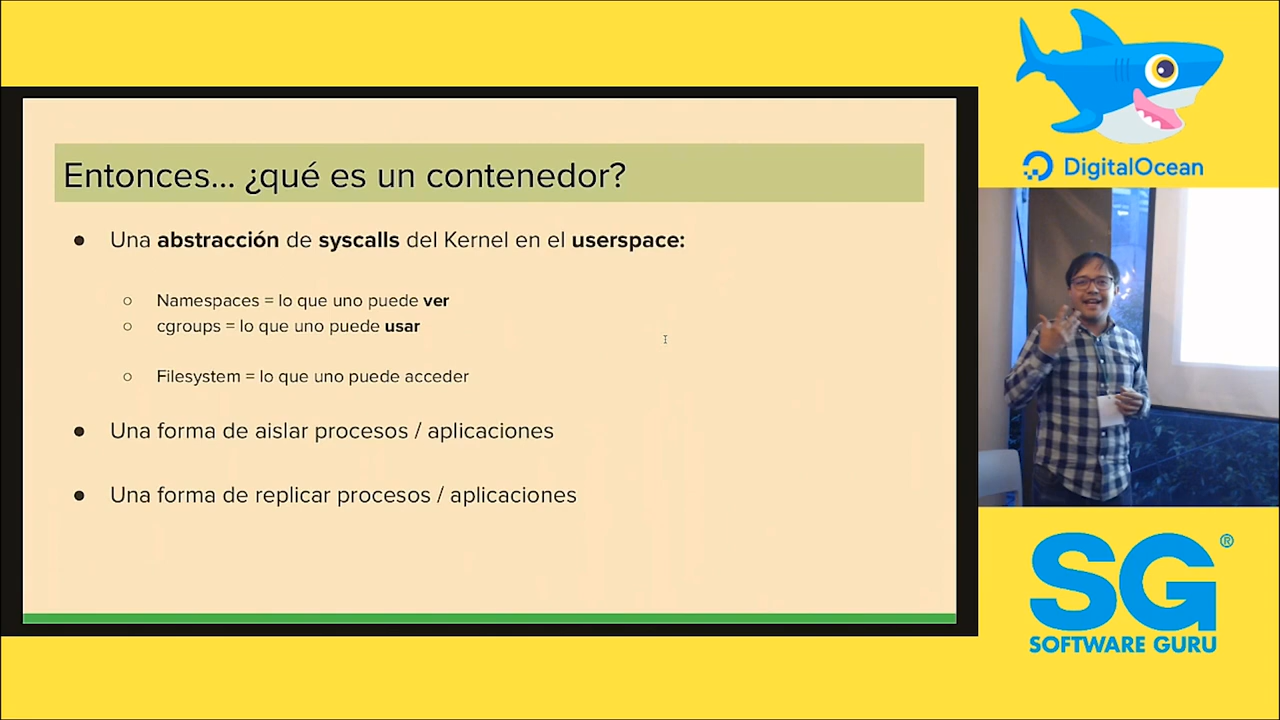 Entonces... ¿qué es un contenedor?
● Una abstracción de syscalls del Kernel en el userspace:
○ Namespaces = lo que uno puede ver
○ cgroups = lo que uno puede usar
○ Filesystem = lo que uno puede acceder
● Una forma de aislar procesos / aplicaciones
● Una forma de replicar procesos / aplicaciones
DigitalOcean
SG®
SOFTWARE GURU